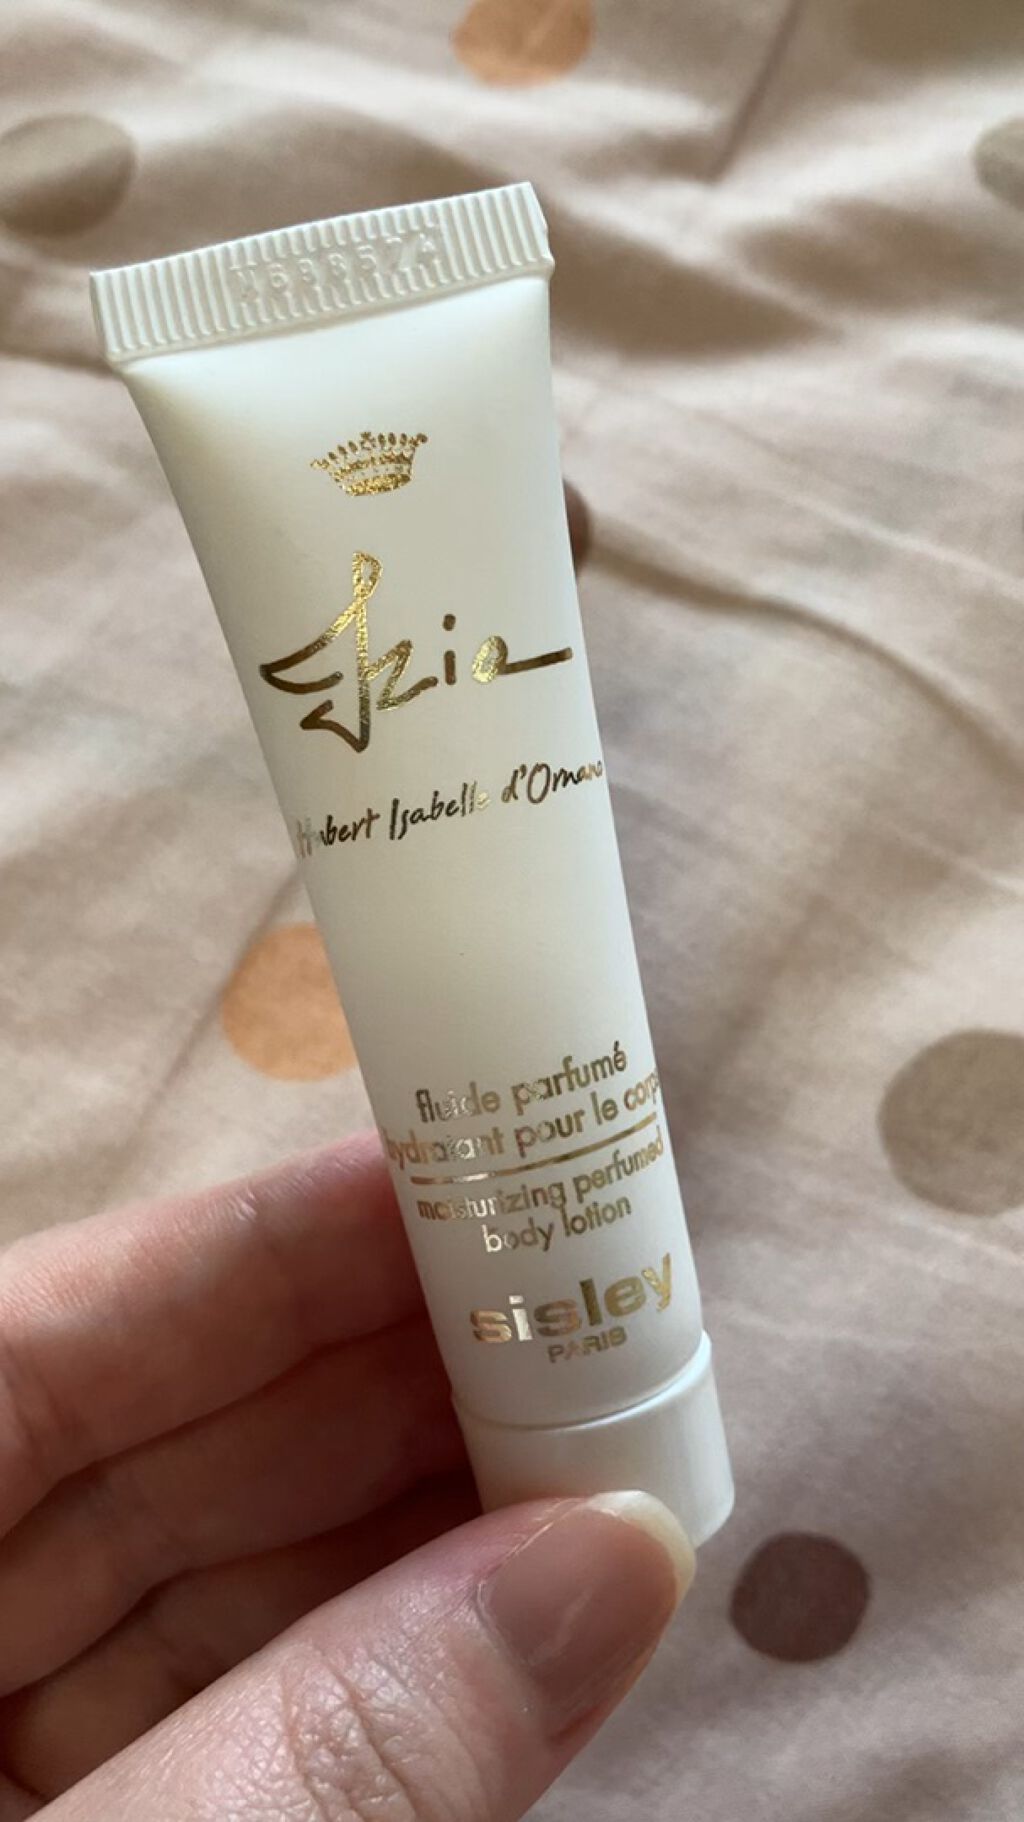 Izia
Hubert Isabelle d'Ornano
fluide parfumé
hydratant pour le corps
moisturizing perfumed
body lotion
sisley
PARIS